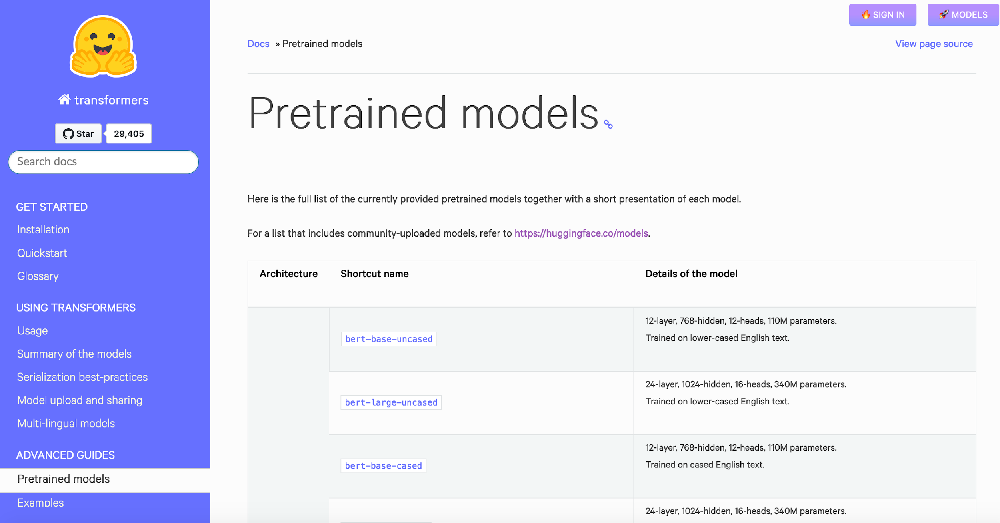 transformers
Star 29,405
Search docs
GET STARTED
Installation
Quickstart
Glossary
USING TRANSFORMERS
Usage
Summary of the models
Serialization best-practices
Model upload and sharing
Multi-lingual models
ADVANCED GUIDES
Pretrained models
Examples
🔥 SIGN IN
🚀 MODELS
Docs » Pretrained models
View page source
Pretrained models
Here is the full list of the currently provided pretrained models together with a short presentation of each model.
For a list that includes community-uploaded models, refer to https://huggingface.co/models.
Architecture Shortcut name Details of the model
bert-base-uncased
12-layer, 768-hidden, 12-heads, 110M parameters.
Trained on lower-cased English text.
bert-large-uncased
24-layer, 1024-hidden, 16-heads, 340M parameters.
Trained on lower-cased English text.
bert-base-cased
12-layer, 768-hidden, 12-heads, 110M parameters.
Trained on cased English text.
24-layer, 1024-hidden, 16-heads, 340M parameters.